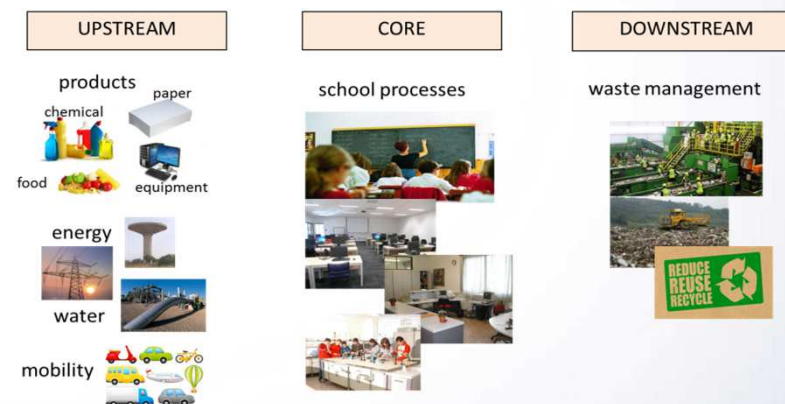 UPSTREAM
CORE
DOWNSTREAM
products
paper
chemical
food
equipment
energy
water
mobility
school processes
waste management
REDUCE
REUSE
RECYCLE